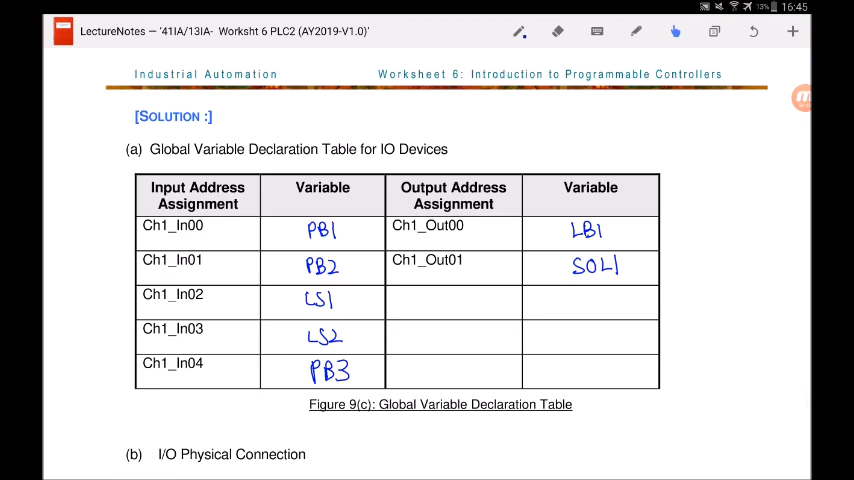 13% 16:45
LectureNotes — '41IA/13IA- Worksht 6 PLC2 (AY2019-V1.0)'
Industrial Automation Worksheet 6: Introduction to Programmable Controllers
[SOLUTION :]
(a) Global Variable Declaration Table for IO Devices
Input Address Assignment Variable Output Address Assignment Variable
Ch1_In00 PB1 Ch1_Out00 LB1
Ch1_In01 PB2 Ch1_Out01 SOL1
Ch1_In02 LS1
Ch1_In03 LS2
Ch1_In04 PB3
Figure 9(c): Global Variable Declaration Table
(b) I/O Physical Connection